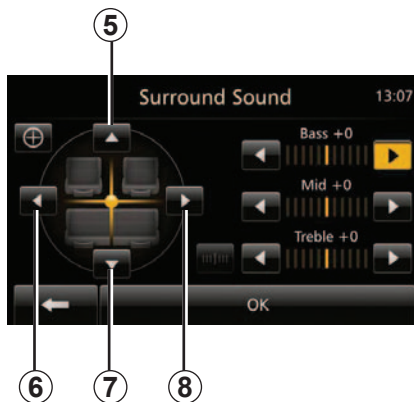 5
Surround Sound 13:07
Bass +0
Mid +0
Treble +0
OK
6 7 8